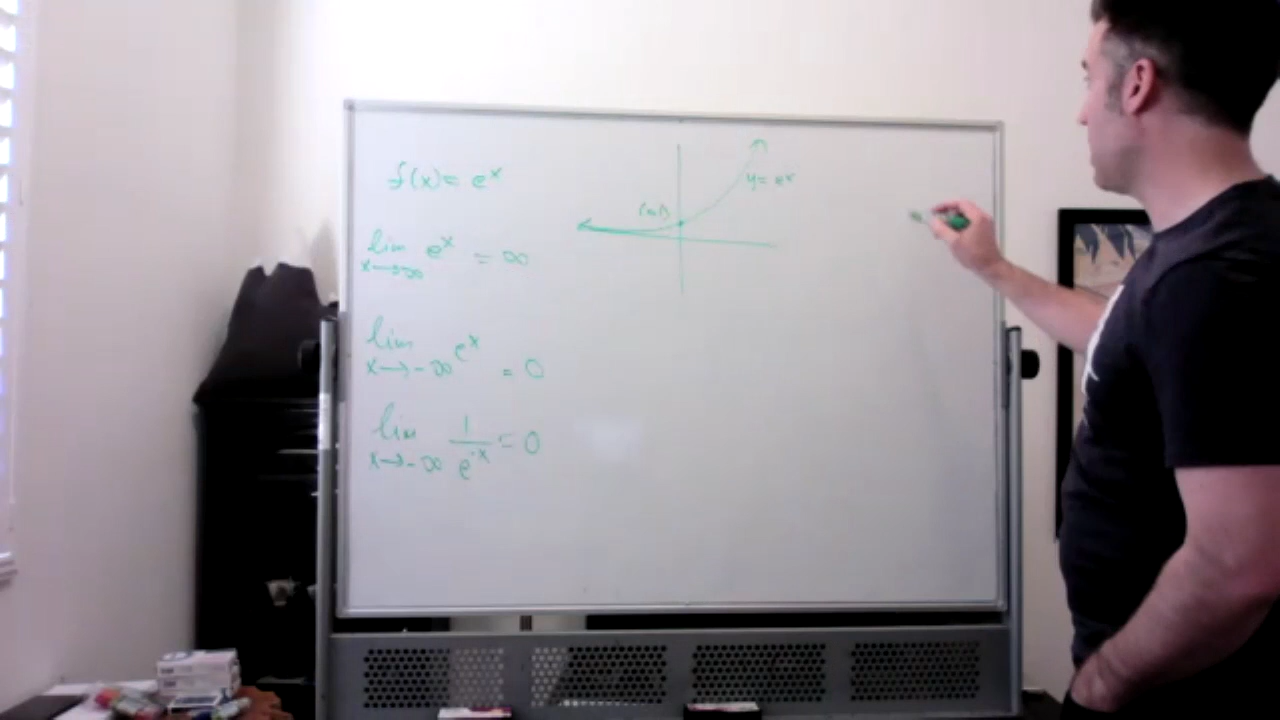 f(x) = e^x
lim x→∞ e^x = ∞
lim x→-∞ e^x = 0
lim x→-∞ 1/e^-x = 0
(0,1)
y = e^x